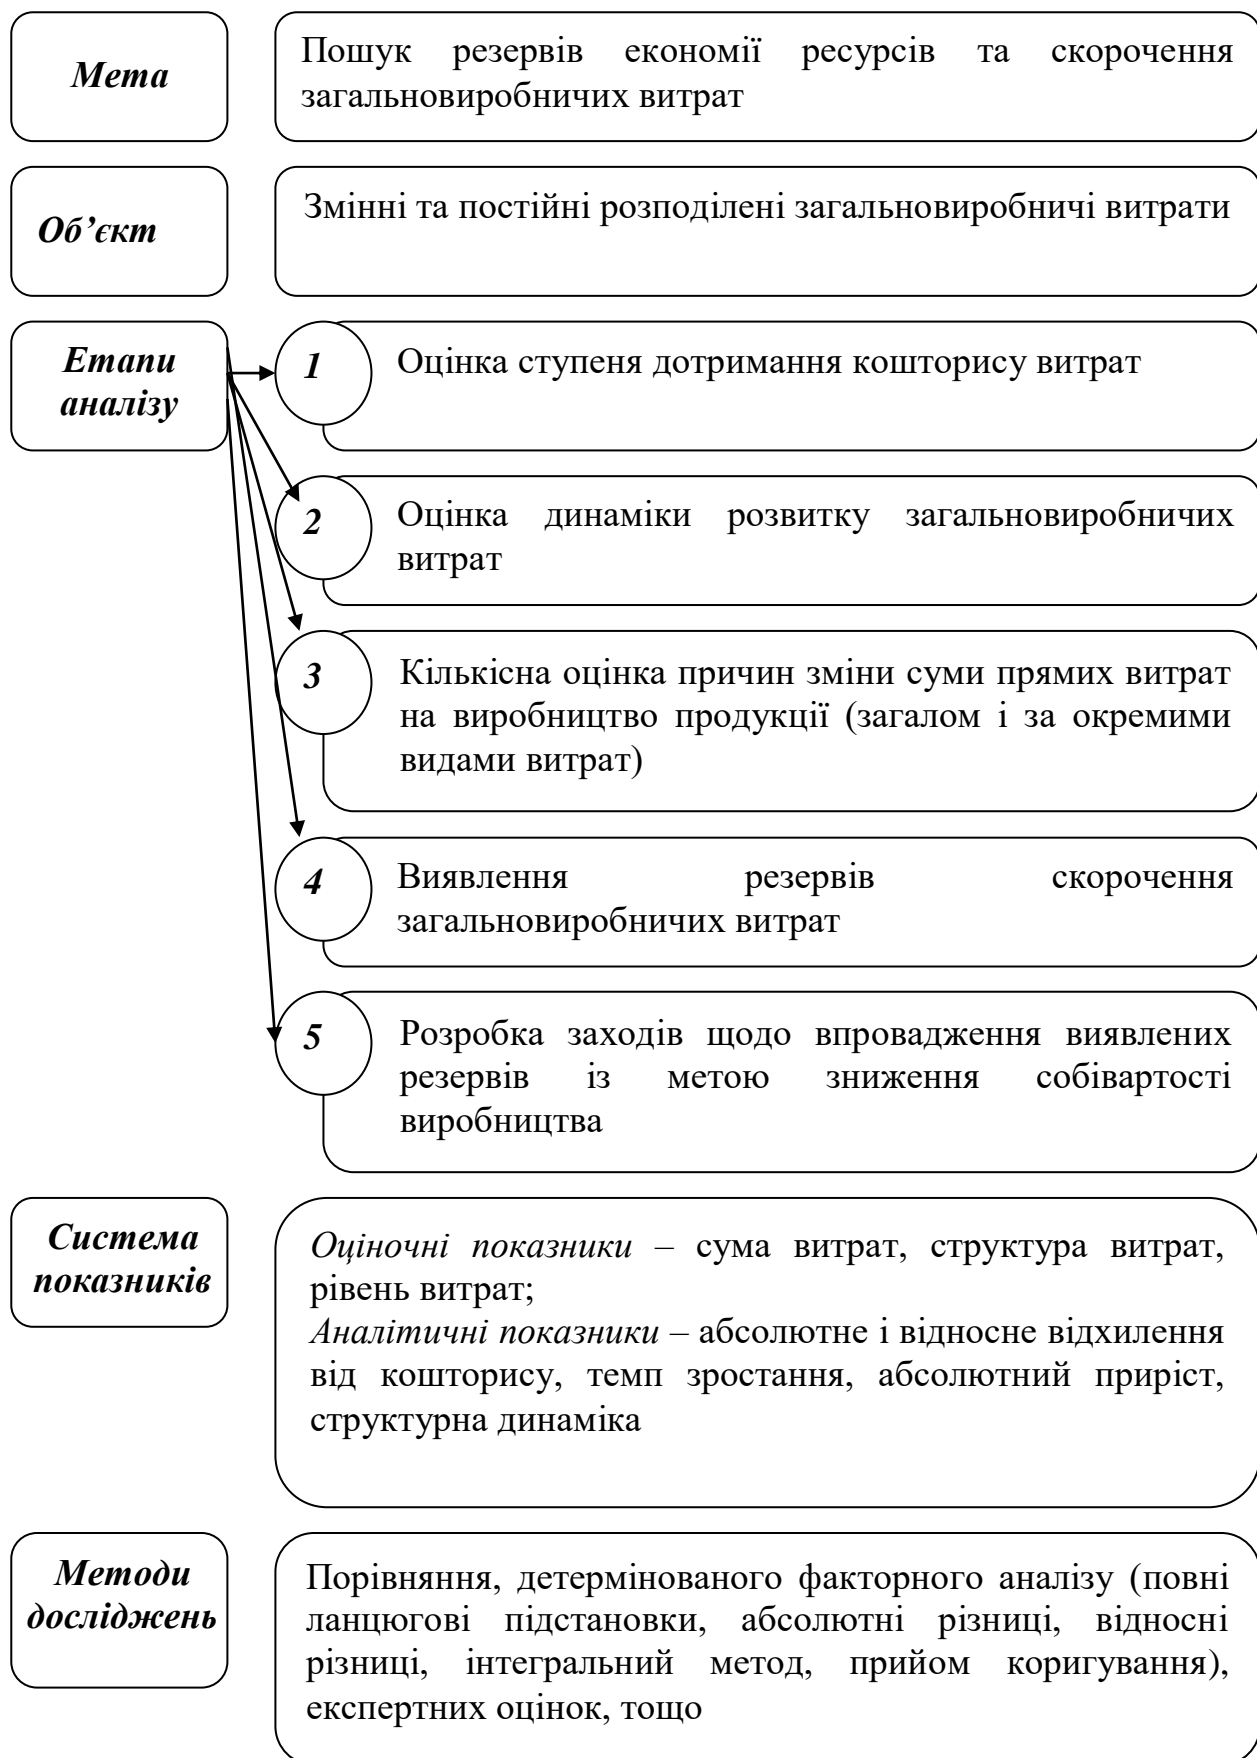 Мета
Пошук резервів економії ресурсів та скорочення
загальновиробничих витрат
Об’єкт
Змінні та постійні розподілені загальновиробничі витрати
Етапи
аналізу
1
Оцінка ступеня дотримання кошторису витрат
2
Оцінка динаміки розвитку загальновиробничих
витрат
3
Кількісна оцінка причин зміни суми прямих витрат
на виробництво продукції (загалом і за окремими
видами витрат)
4
Виявлення резервів скорочення
загальновиробничих витрат
5
Розробка заходів щодо впровадження виявлених
резервів із метою зниження собівартості
виробництва
Система
показників
Оціночні показники – сума витрат, структура витрат,
рівень витрат;
Аналітичні показники – абсолютне і відносне відхилення
від кошторису, темп зростання, абсолютний приріст,
структурна динаміка
Методи
досліджень
Порівняння, детермінованого факторного аналізу (повні
ланцюгові підстановки, абсолютні різниці, відносні
різниці, інтегральний метод, прийом коригування),
експертних оцінок, тощо